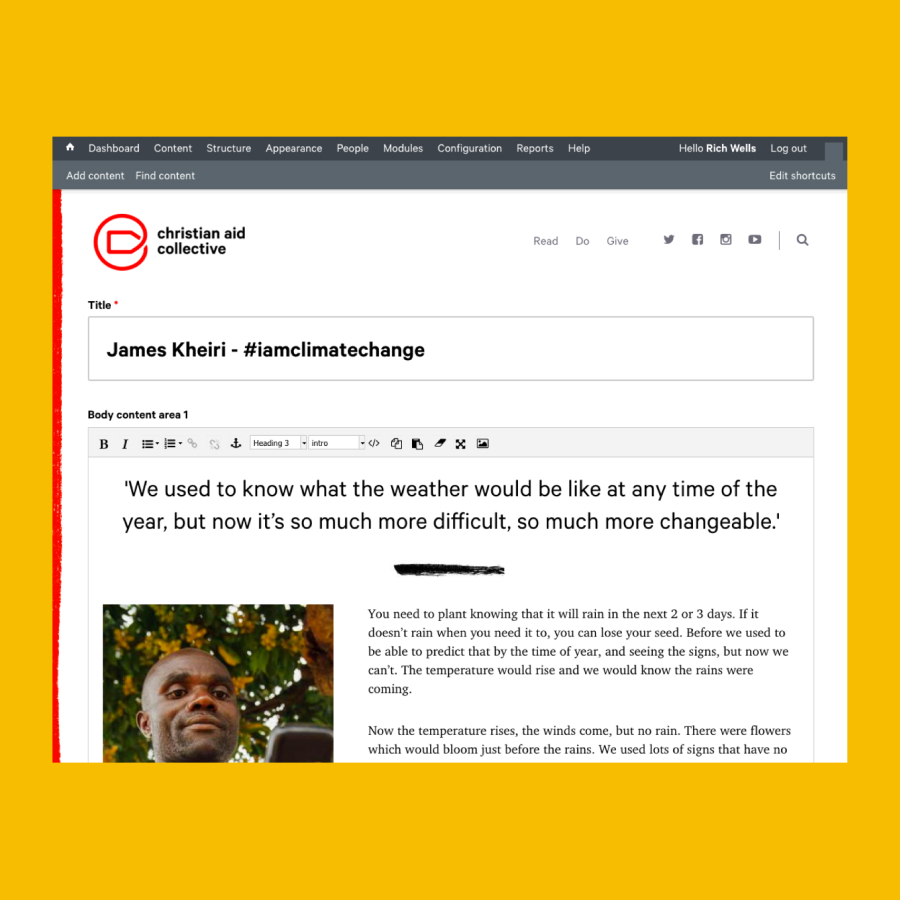 Dashboard Content Structure Appearance People Modules Configuration Reports Help Hello Rich Wells Log out
Add content Find content Edit shortcuts
christian aid
collective
Read Do Give
Title *
James Kheiri - #iamclimatechange
Body content area 1
B I Heading 3 intro </>
'We used to know what the weather would be like at any time of the
year, but now it’s so much more difficult, so much more changeable.'
You need to plant knowing that it will rain in the next 2 or 3 days. If it
doesn’t rain when you need it to, you can lose your seed. Before we used to
be able to predict that by the time of year, and seeing the signs, but now we
can’t. The temperature would rise and we would know the rains were
coming.
Now the temperature rises, the winds come, but no rain. There were flowers
which would bloom just before the rains. We used lots of signs that have no